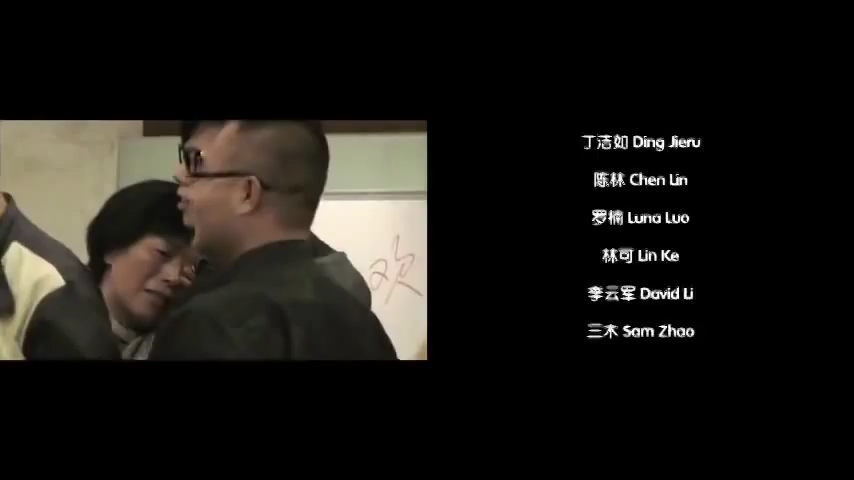 欢
丁洁如 Ding Jieru
陈林 Chen Lin
罗楠 Luna Luo
林可 Lin Ke
李云军 David Li
三木 Sam Zhao